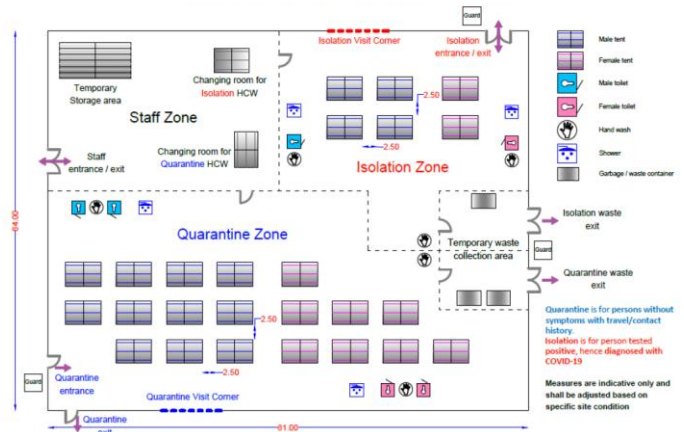 Guard
Isolation Visit Corner
Isolation
entrance / exit
Temporary
Storage area
Changing room for
Isolation HCW
Staff Zone
Changing room for
Quarantine HCW
Staff
entrance / exit
2.50
2.50
Isolation Zone
Male tent
Female tent
Male toilet
Female toilet
Hand wash
Shower
Garbage / waste container
64.00
Quarantine Zone
Temporary waste
collection area
Isolation waste
exit
Guard
Quarantine waste
exit
2.50
2.50
Quarantine is for persons without
symptoms with travel/contact
history.
Isolation is for person tested
positive, hence diagnosed with
COVID-19
Measures are indicative only and
shall be adjusted based on
specific site condition
Guard
Quarantine
entrance
Quarantine Visit Corner
Quarantine
81.00